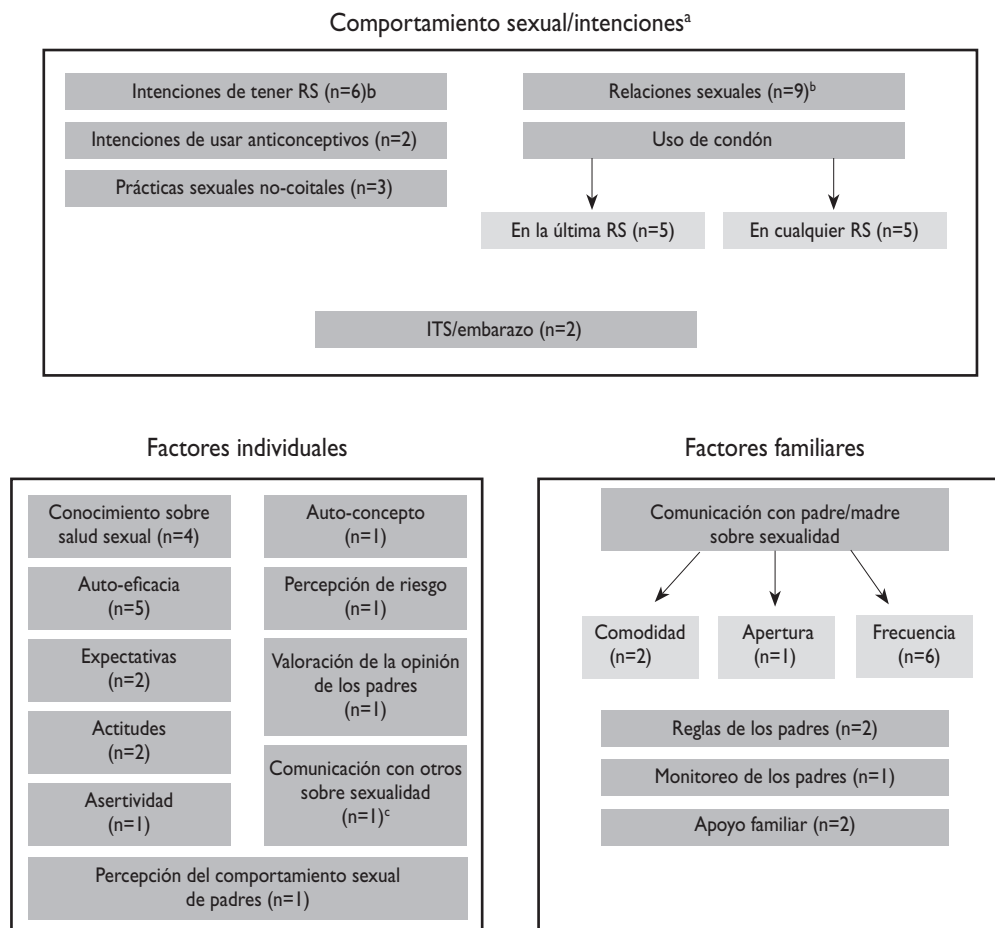 Comportamiento sexual/intencionesᵃ
Intenciones de tener RS (n=6)b
Intenciones de usar anticonceptivos (n=2)
Prácticas sexuales no-coitales (n=3)
Relaciones sexuales (n=9)ᵇ
Uso de condón
En la última RS (n=5)
En cualquier RS (n=5)
ITS/embarazo (n=2)
Factores individuales
Conocimiento sobre
salud sexual (n=4)
Auto-eficacia
(n=5)
Expectativas
(n=2)
Actitudes
(n=2)
Asertividad
(n=1)
Auto-concepto
(n=1)
Percepción de riesgo
(n=1)
Valoración de la opinión
de los padres
(n=1)
Comunicación con otros
sobre sexualidad
(n=1)ᶜ
Percepción del comportamiento sexual
de padres (n=1)
Factores familiares
Comunicación con padre/madre
sobre sexualidad
Comodidad
(n=2)
Apertura
(n=1)
Frecuencia
(n=6)
Reglas de los padres (n=2)
Monitoreo de los padres (n=1)
Apoyo familiar (n=2)